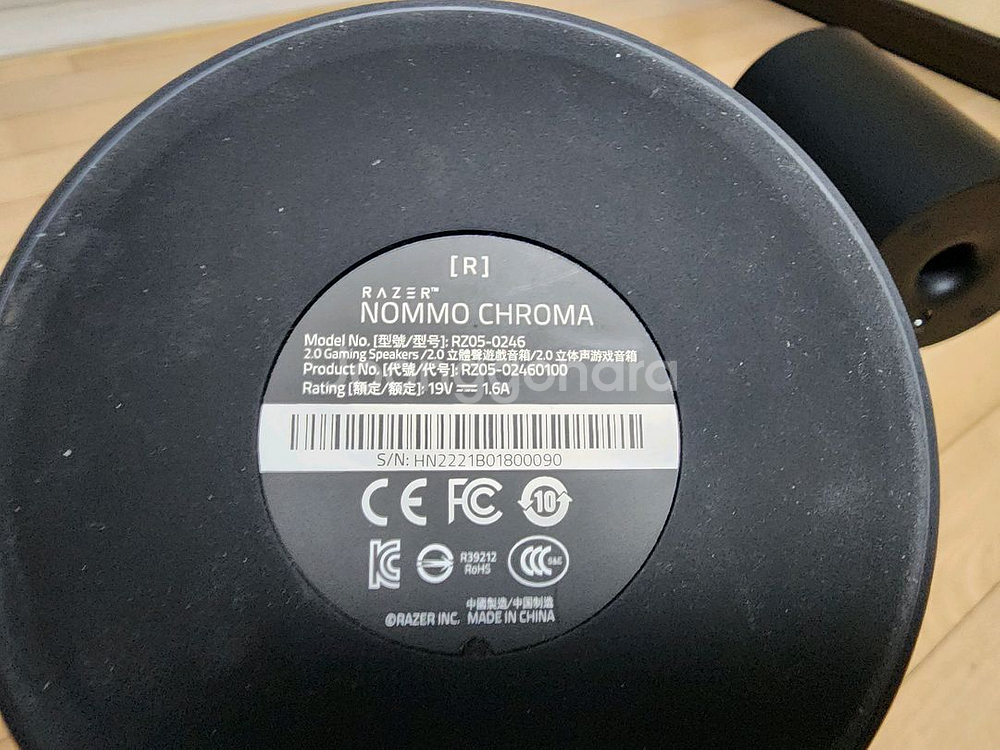 [R]
RAZER™
NOMMO CHROMA
Model No. [型號/型号]: RZ05-0246
2.0 Gaming Speakers /2.0 立體聲遊戲音箱/2.0 立体声游戏音箱
Product No. [代號/代号]: RZ05-02460100
Rating [額定/额定]: 19V ⎓ 1.6A
S/N: HN2221B01800090
CE FC 10
KC R39212
RoHS CCC S&E
中國製造/中国制造
©RAZER INC. MADE IN CHINA